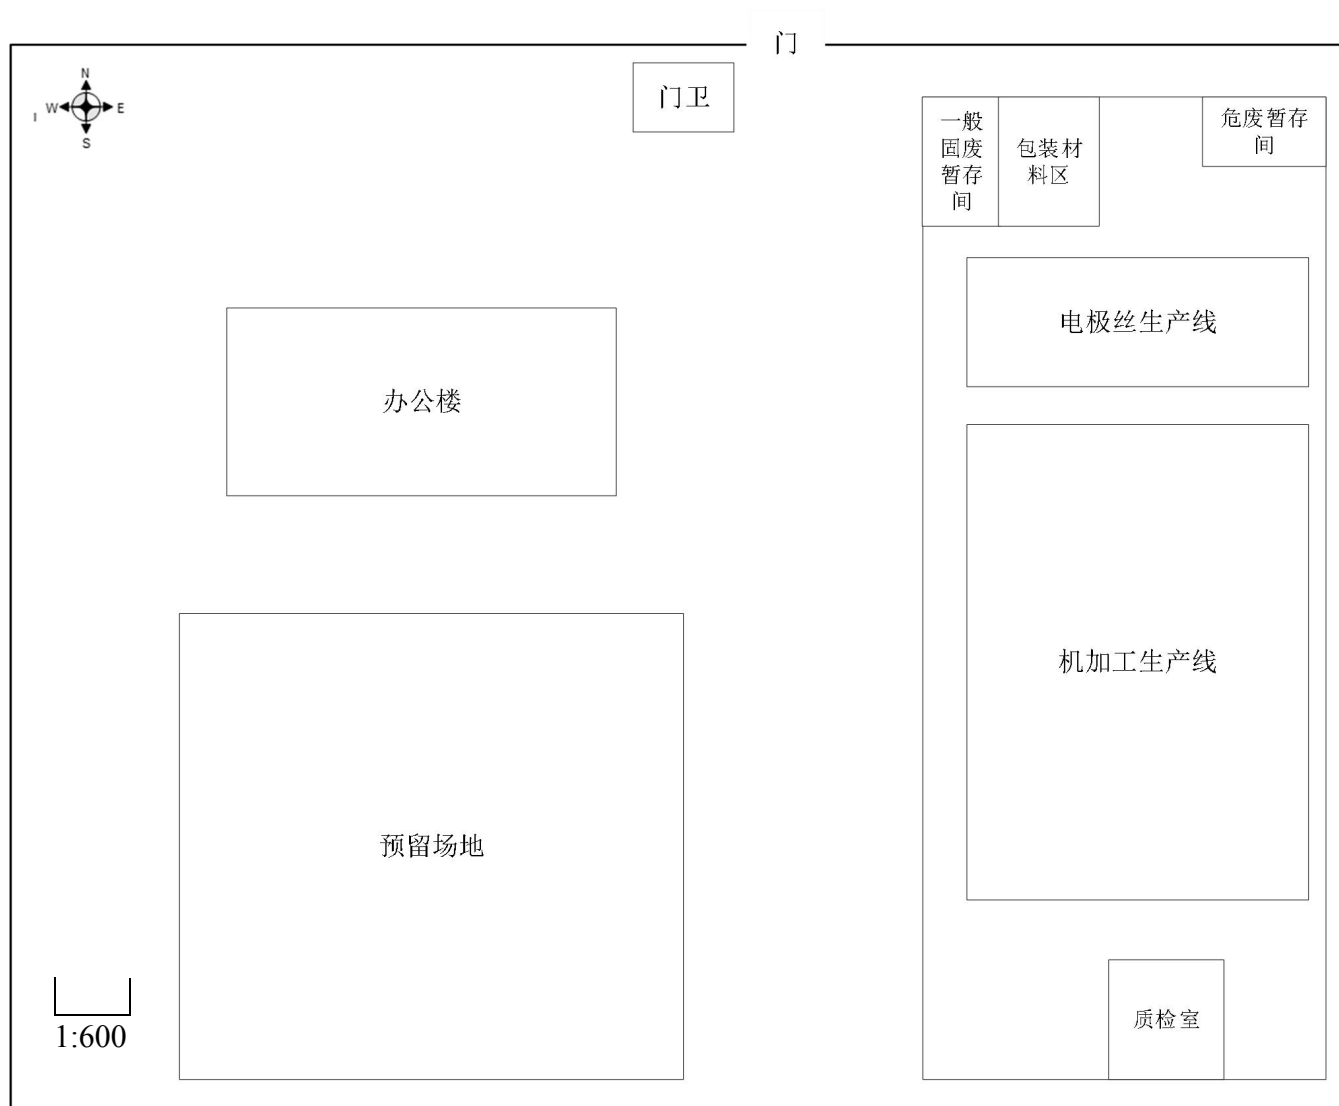 门
门卫
N
W E
S
一般
固废
暂存
间
包装材
料区
危废暂存
间
电极丝生产线
办公楼
机加工生产线
预留场地
质检室
1:600